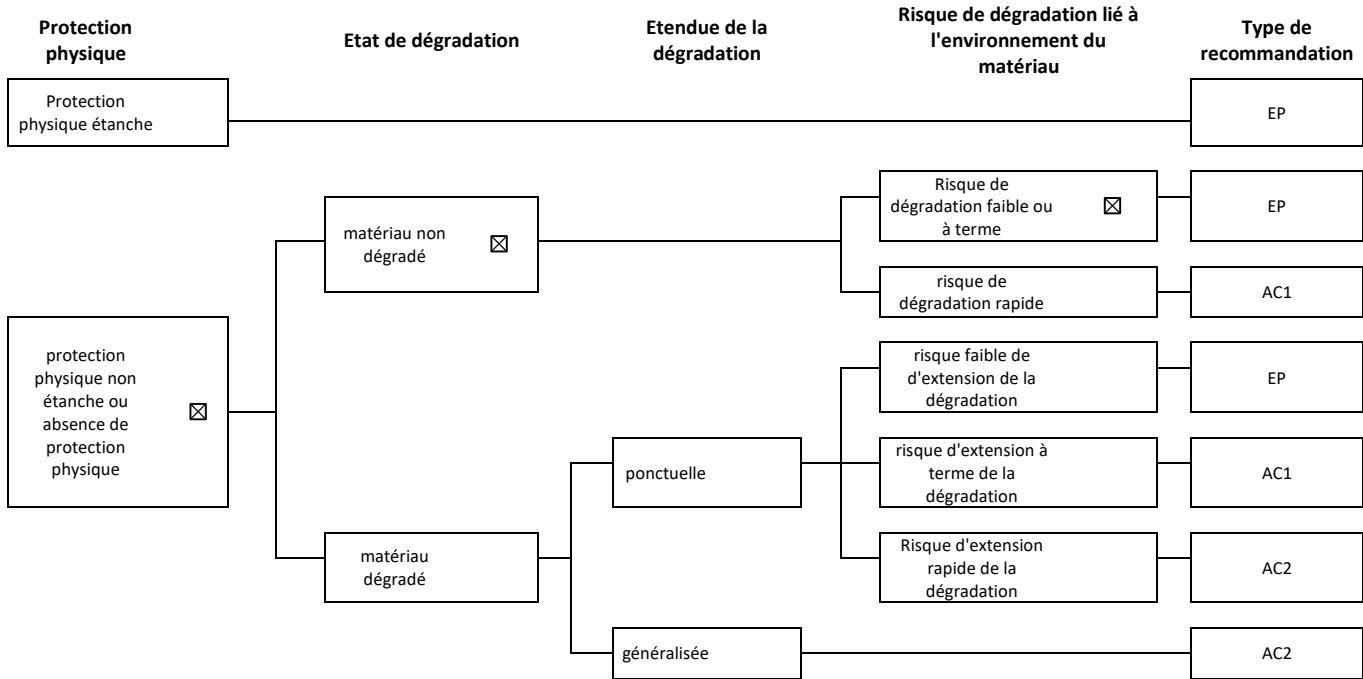 Protection
physique
Etat de dégradation
Etendue de la
dégradation
Risque de dégradation lié à
l'environnement du
matériau
Type de
recommandation
Protection
physique étanche
EP
protection
physique non
étanche ou
absence de
protection
physique
☒
matériau non
dégradé
☒
Risque de
dégradation faible ou
à terme
☒
EP
risque de
dégradation rapide
AC1
matériau
dégradé
ponctuelle
risque faible de
d'extension de la
dégradation
EP
risque d'extension à
terme de la
dégradation
AC1
Risque d'extension
rapide de la
dégradation
AC2
généralisée
AC2